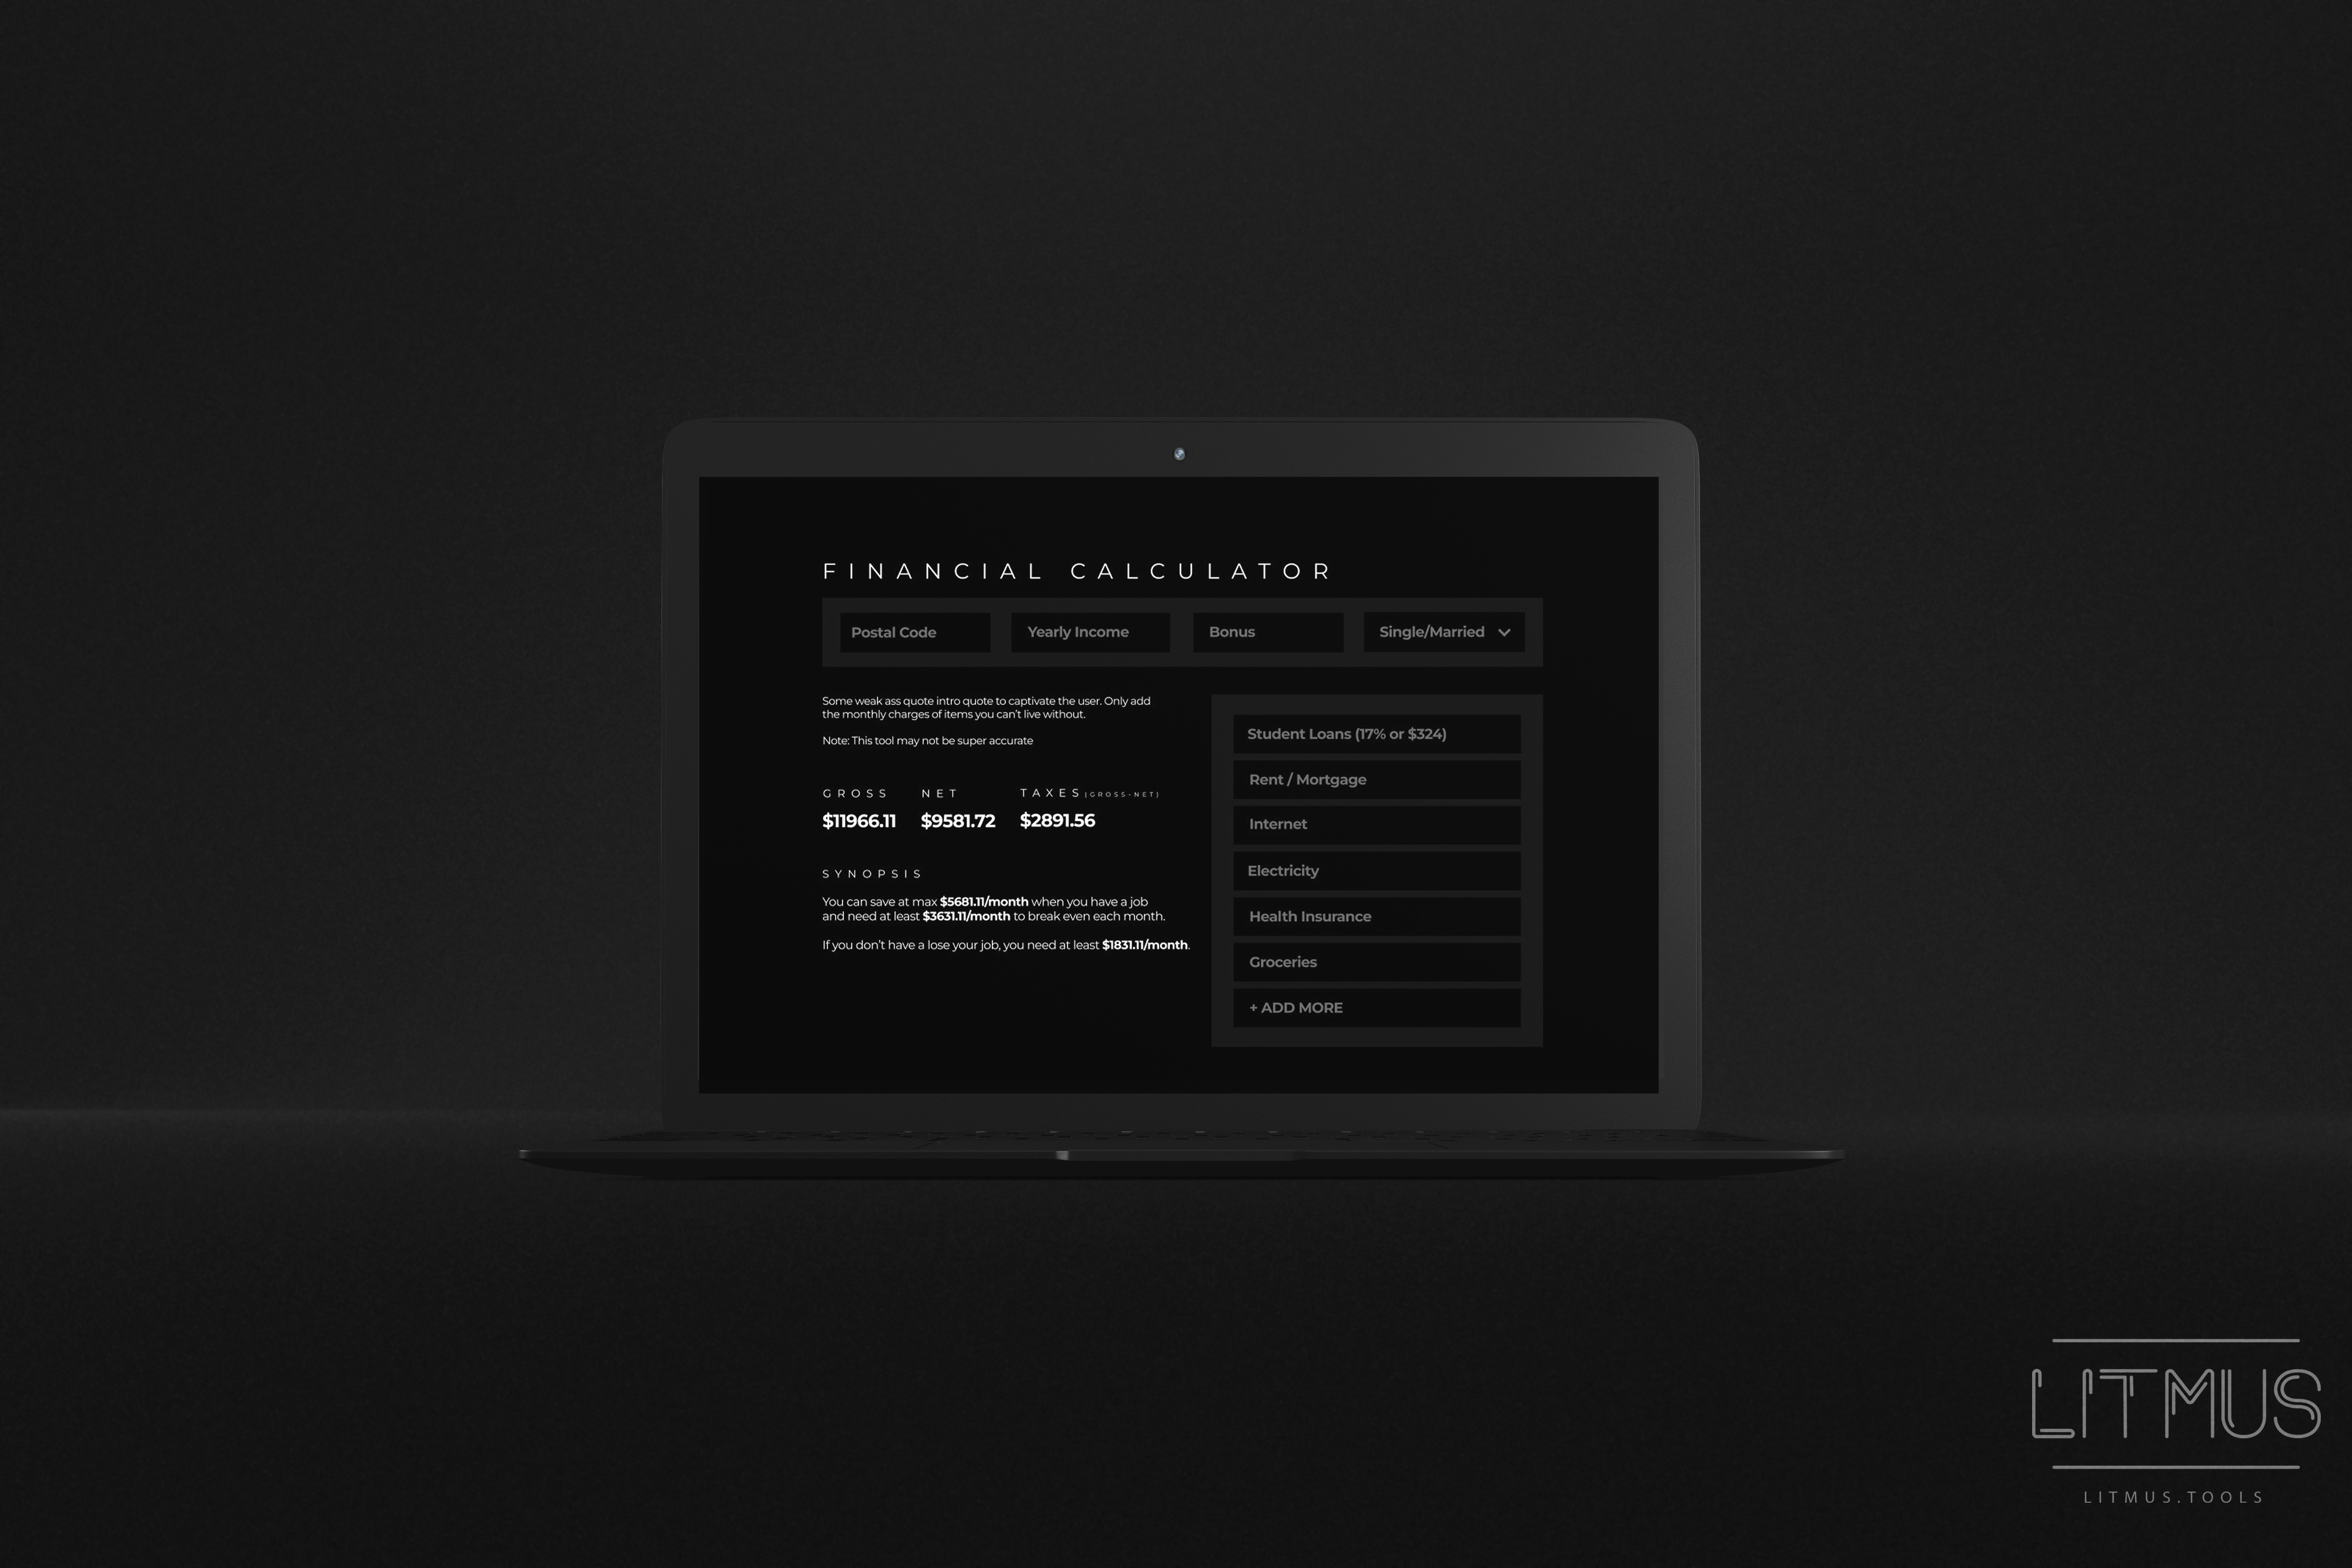 FINANCIAL CALCULATOR
Postal Code
Yearly Income
Bonus
Single/Married
Some weak ass quote intro quote to captivate the user. Only add
the monthly charges of items you can't live without.
Note: This tool may not be super accurate
GROSS
NET
TAXES (GROSS-NET)
$11966.11
$9581.72
$2891.56
SYNOPSIS
You can save at max $5681.11/month when you have a job
and need at least $3631.11/month to break even each month.
If you don't have a lose your job, you need at least $1831.11/month.
Student Loans (17% or $324)
Rent / Mortgage
Internet
Electricity
Health Insurance
Groceries
+ ADD MORE
LITMUS
LITMUS.TOOLS